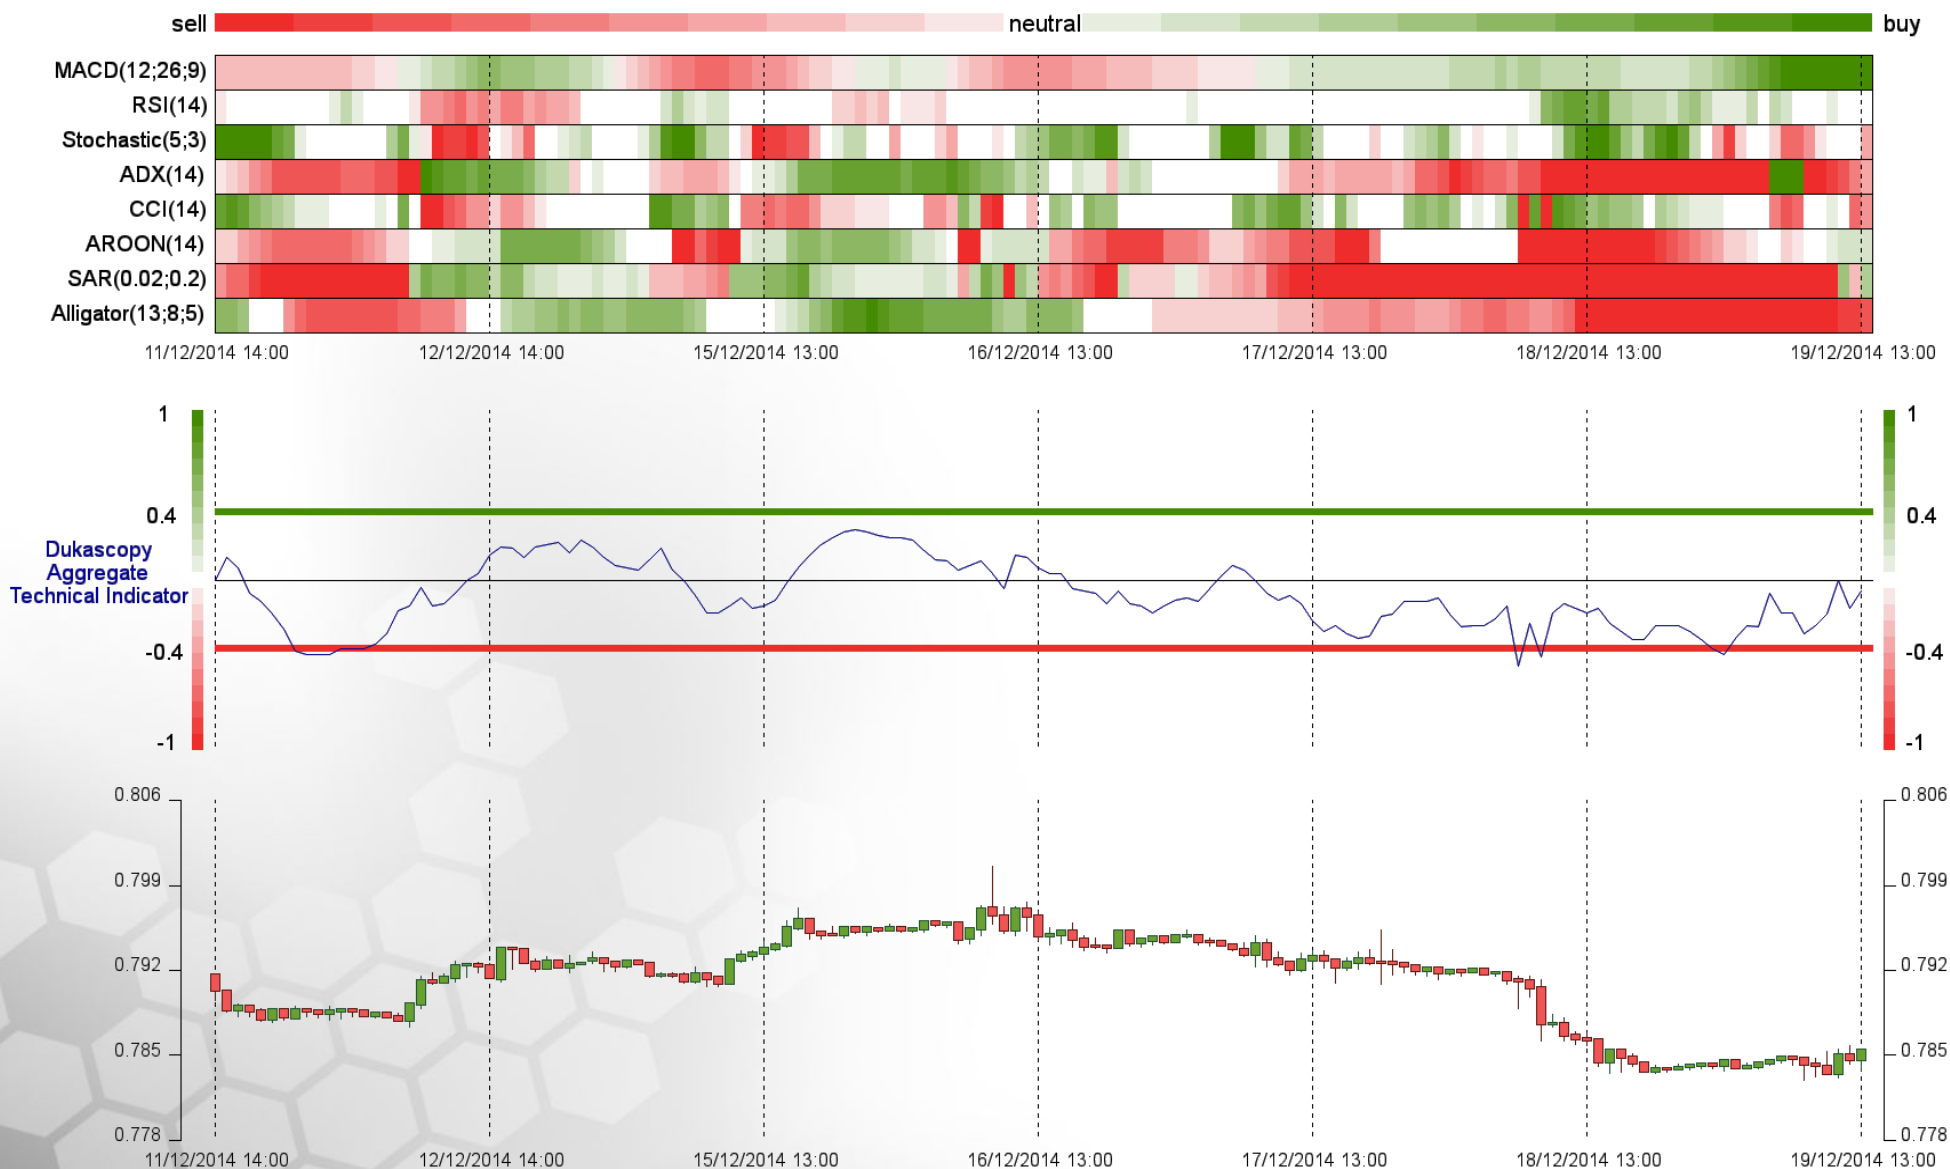 sell neutral buy
MACD(12;26;9)
RSI(14)
Stochastic(5;3)
ADX(14)
CCI(14)
AROON(14)
SAR(0.02;0.2)
Alligator(13;8;5)
11/12/2014 14:00 12/12/2014 14:00 15/12/2014 13:00 16/12/2014 13:00 17/12/2014 13:00 18/12/2014 13:00 19/12/2014 13:00
1 1
0.4 0.4
Dukascopy
Aggregate
Technical Indicator
-0.4 -0.4
-1 -1
0.806 0.806
0.799 0.799
0.792 0.792
0.785 0.785
0.778 0.778
11/12/2014 14:00 12/12/2014 14:00 15/12/2014 13:00 16/12/2014 13:00 17/12/2014 13:00 18/12/2014 13:00 19/12/2014 13:00